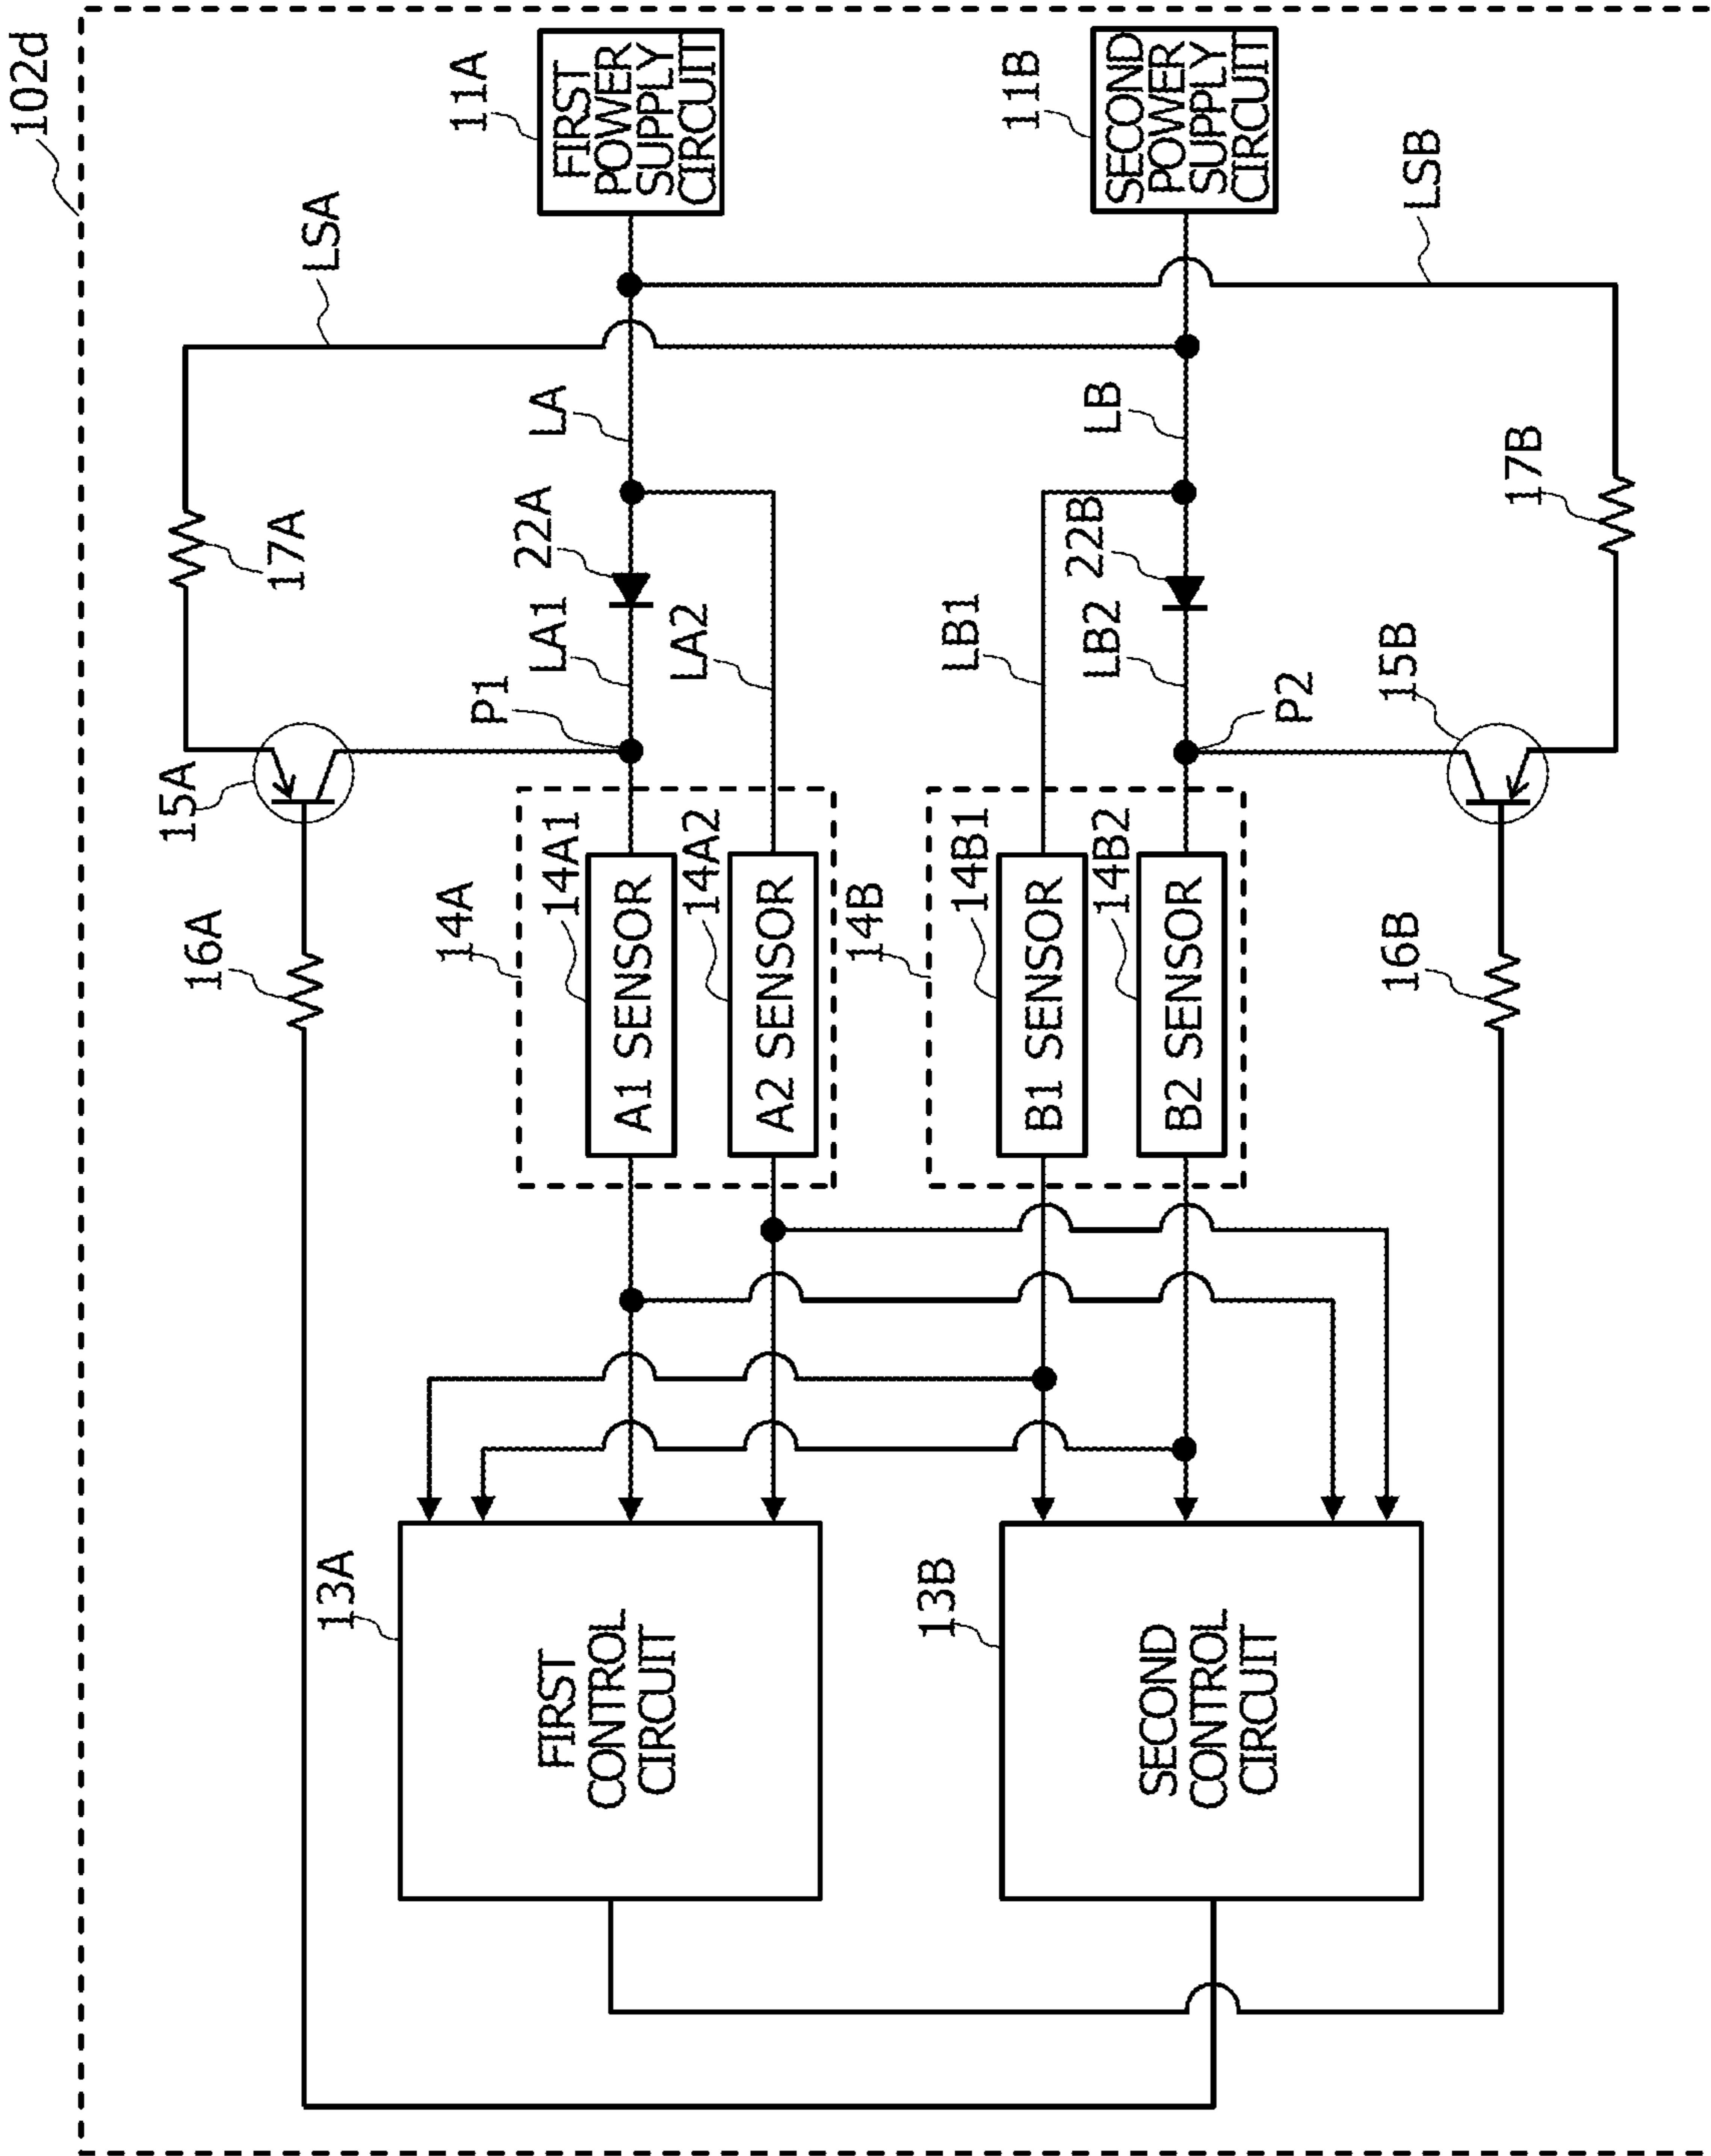 102d
FIRST
POWER
SUPPLY
CIRCUIT
11A
SECOND
POWER
SUPPLY
CIRCUIT
11B
LSA
LSB
LA
LB
17A
17B
22A
22B
LA1
LA2
LB1
LB2
P1
P2
15A
15B
14A
14A1
14A2
14B
14B1
14B2
A1 SENSOR
A2 SENSOR
B1 SENSOR
B2 SENSOR
16A
16B
13A
FIRST
CONTROL
CIRCUIT
13B
SECOND
CONTROL
CIRCUIT